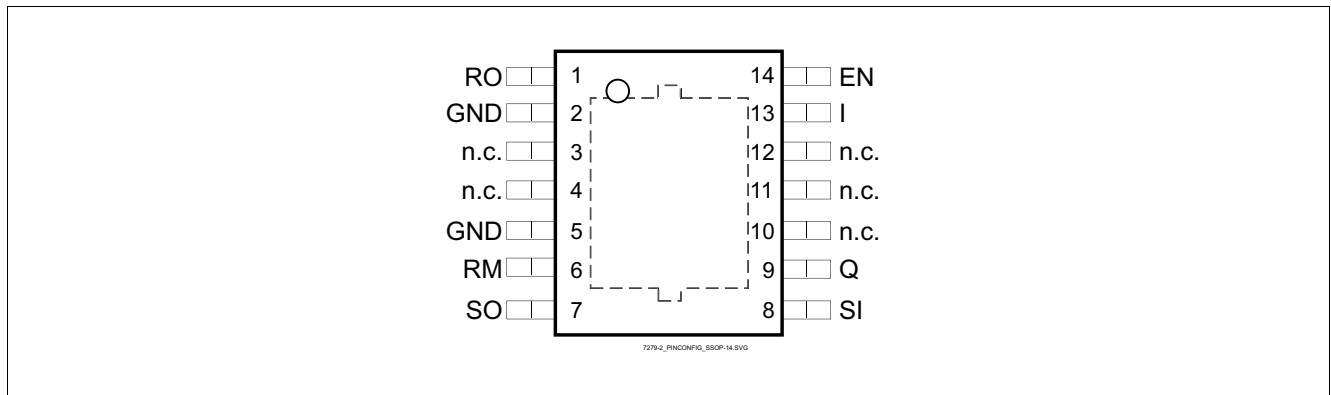 RO 1 14 EN
GND 2 13 I
n.c. 3 12 n.c.
n.c. 4 11 n.c.
GND 5 10 n.c.
RM 6 9 Q
SO 7 8 SI
7279-2_PINCONFIG_SSOP-14.SVG